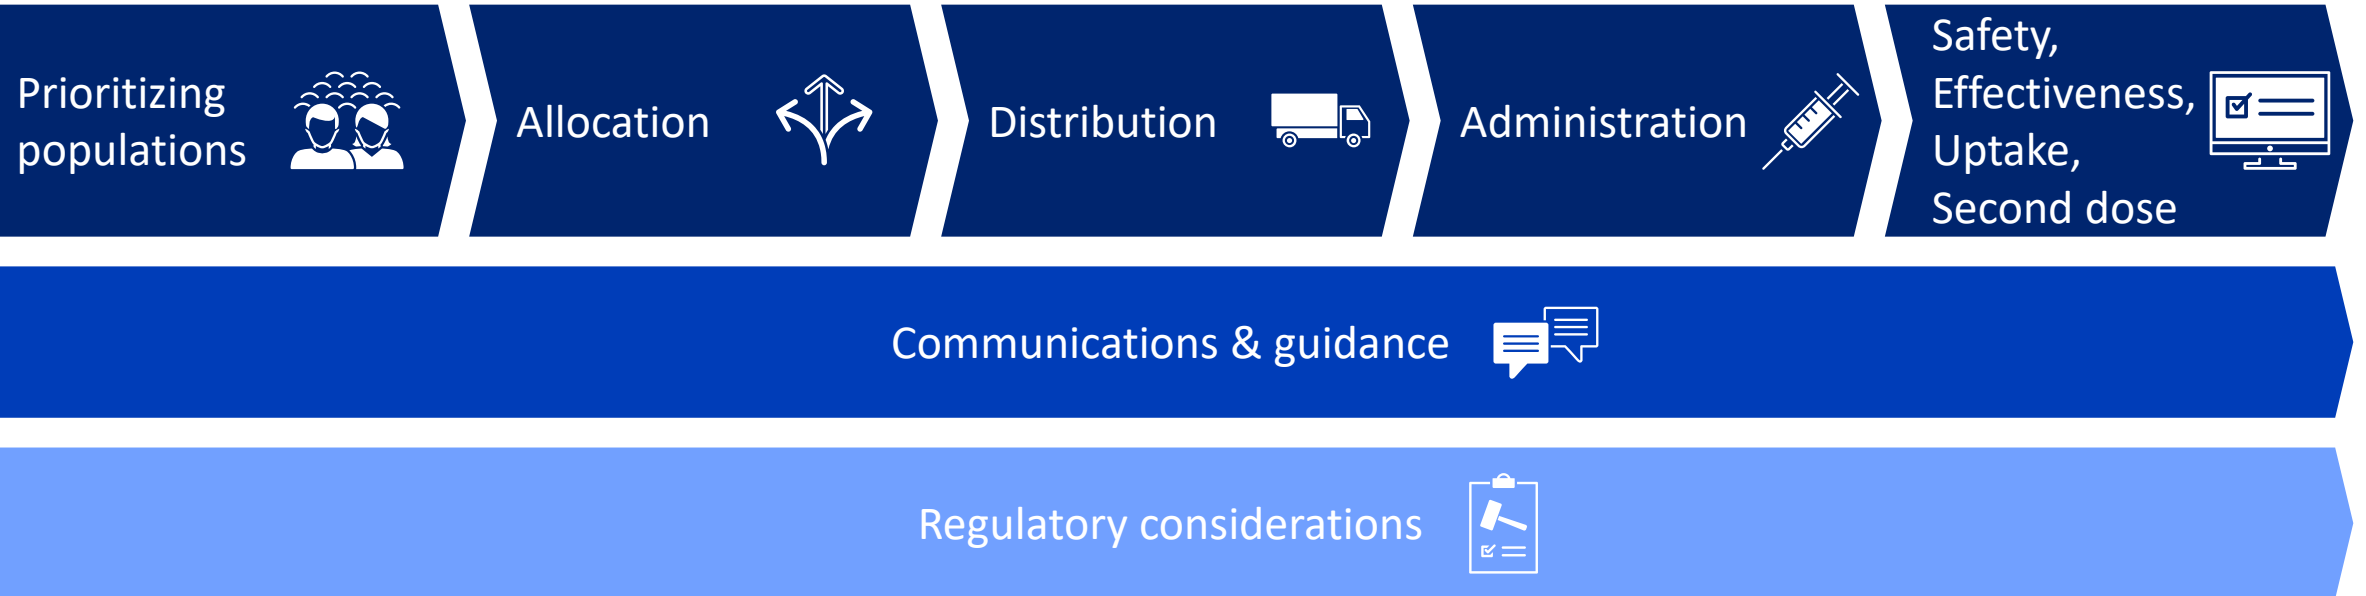 Prioritizing
populations
Allocation
Distribution
Administration
Safety,
Effectiveness,
Uptake,
Second dose
Communications & guidance
Regulatory considerations